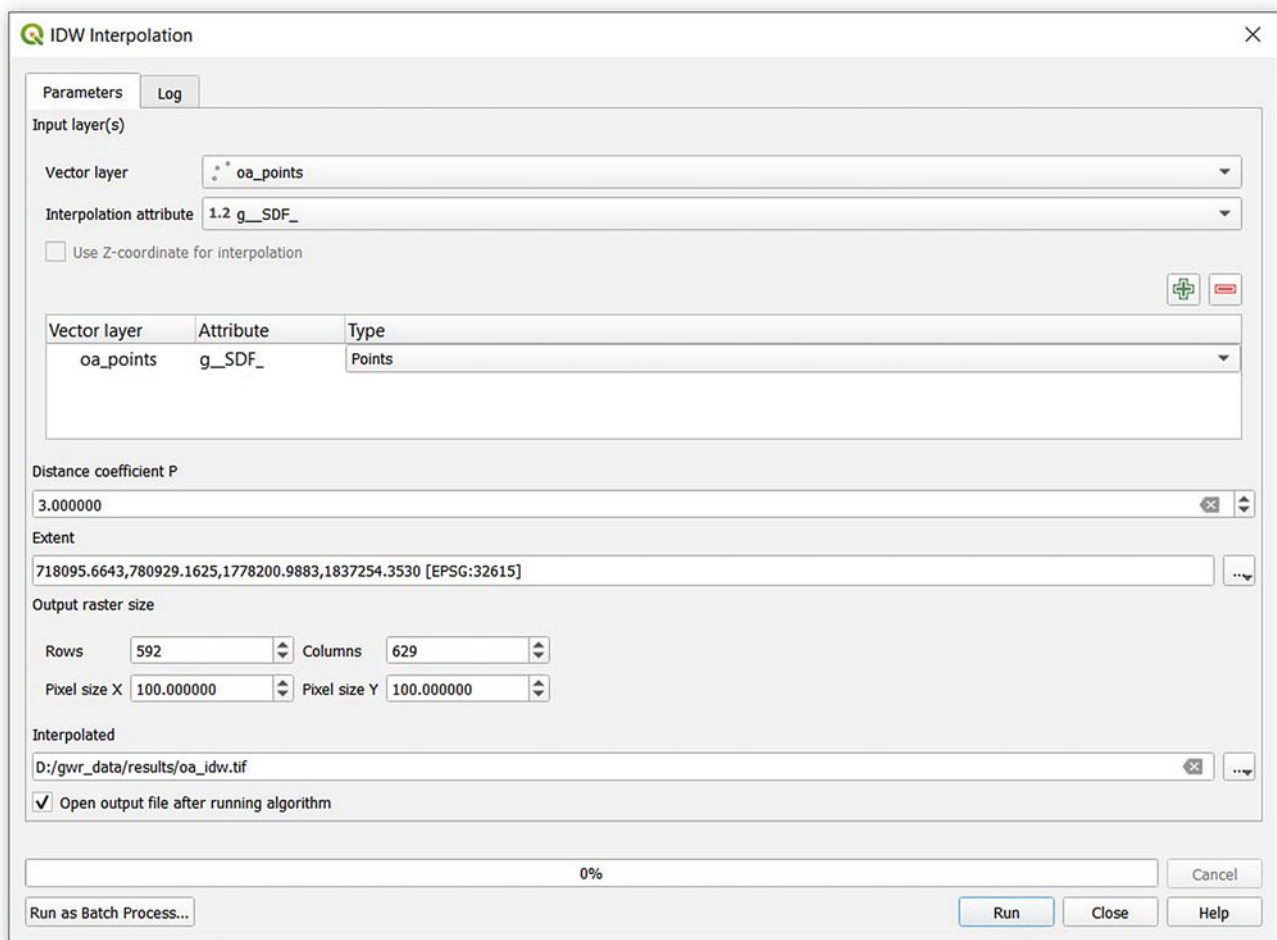 IDW Interpolation
Parameters Log
Input layer(s)
Vector layer oa_points
Interpolation attribute 1.2 g__SDF_
Use Z-coordinate for interpolation
Vector layer Attribute Type
oa_points g__SDF_ Points
Distance coefficient P
3.000000
Extent
718095.6643,780929.1625,1778200.9883,1837254.3530 [EPSG:32615]
...
Output raster size
Rows 592 Columns 629
Pixel size X 100.000000 Pixel size Y 100.000000
Interpolated
D:/gwr_data/results/oa_idw.tif
...
Open output file after running algorithm
0% Cancel
Run as Batch Process... Run Close Help